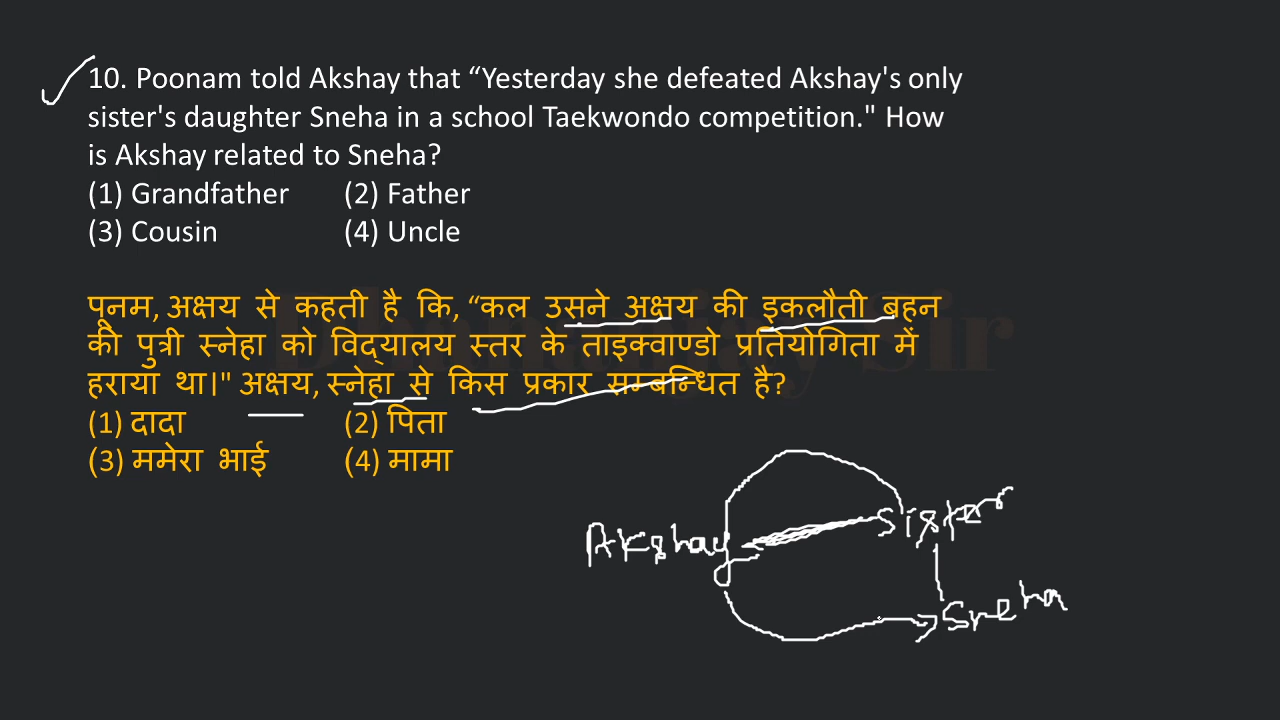 10. Poonam told Akshay that “Yesterday she defeated Akshay's only
sister's daughter Sneha in a school Taekwondo competition." How
is Akshay related to Sneha?
(1) Grandfather (2) Father
(3) Cousin (4) Uncle
पूनम, अक्षय से कहती है कि, “कल उसने अक्षय की इकलौती बहन
की पुत्री स्नेहा को विद्यालय स्तर के ताइक्वाण्डो प्रतियोगिता में
हराया था।" अक्षय, स्नेहा से किस प्रकार सम्बन्धित है?
(1) दादा (2) पिता
(3) ममेरा भाई (4) मामा
Akshay Sister
Sneha